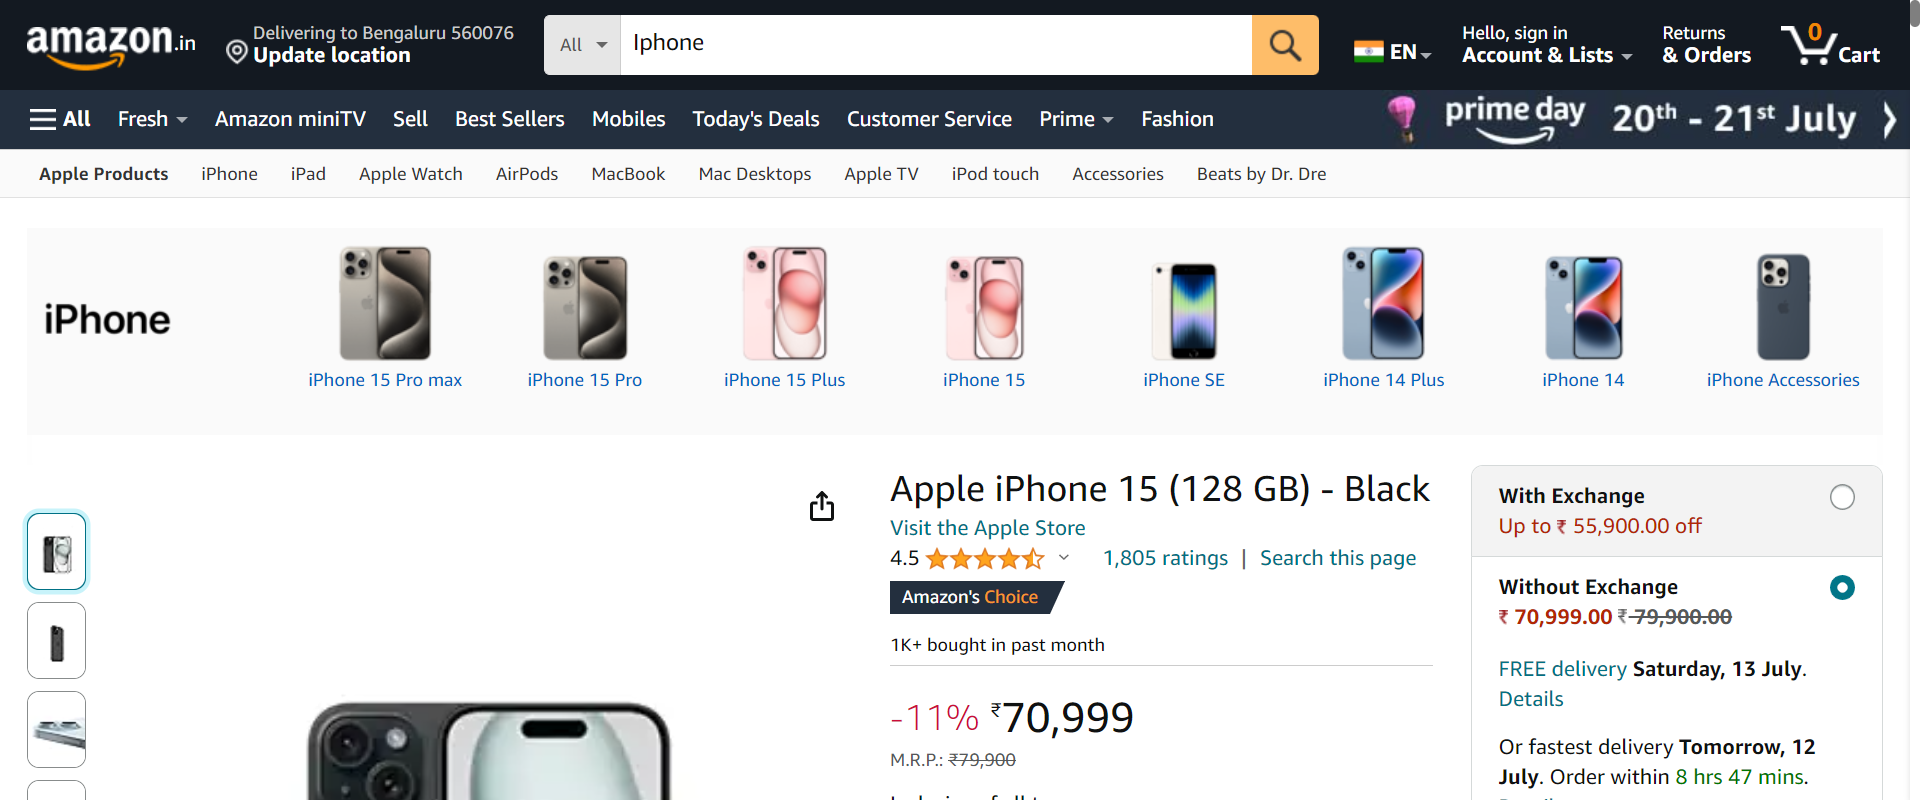 amazon.in
Delivering to Bengaluru 560076
Update location
All
Iphone
EN
Hello, sign in
Account & Lists
Returns
& Orders
0
Cart
All
Fresh
Amazon miniTV
Sell
Best Sellers
Mobiles
Today's Deals
Customer Service
Prime
Fashion
prime day
20th - 21st July
Apple Products
iPhone
iPad
Apple Watch
AirPods
MacBook
Mac Desktops
Apple TV
iPod touch
Accessories
Beats by Dr. Dre
iPhone
iPhone 15 Pro max
iPhone 15 Pro
iPhone 15 Plus
iPhone 15
iPhone SE
iPhone 14 Plus
iPhone 14
iPhone Accessories
Apple iPhone 15 (128 GB) - Black
Visit the Apple Store
4.5
1,805 ratings | Search this page
Amazon's Choice
1K+ bought in past month
-11% ₹70,999
M.R.P.: ₹79,900
With Exchange
Up to ₹ 55,900.00 off
Without Exchange
₹ 70,999.00 ₹ 79,900.00
FREE delivery Saturday, 13 July.
Details
Or fastest delivery Tomorrow, 12
July. Order within 8 hrs 47 mins.